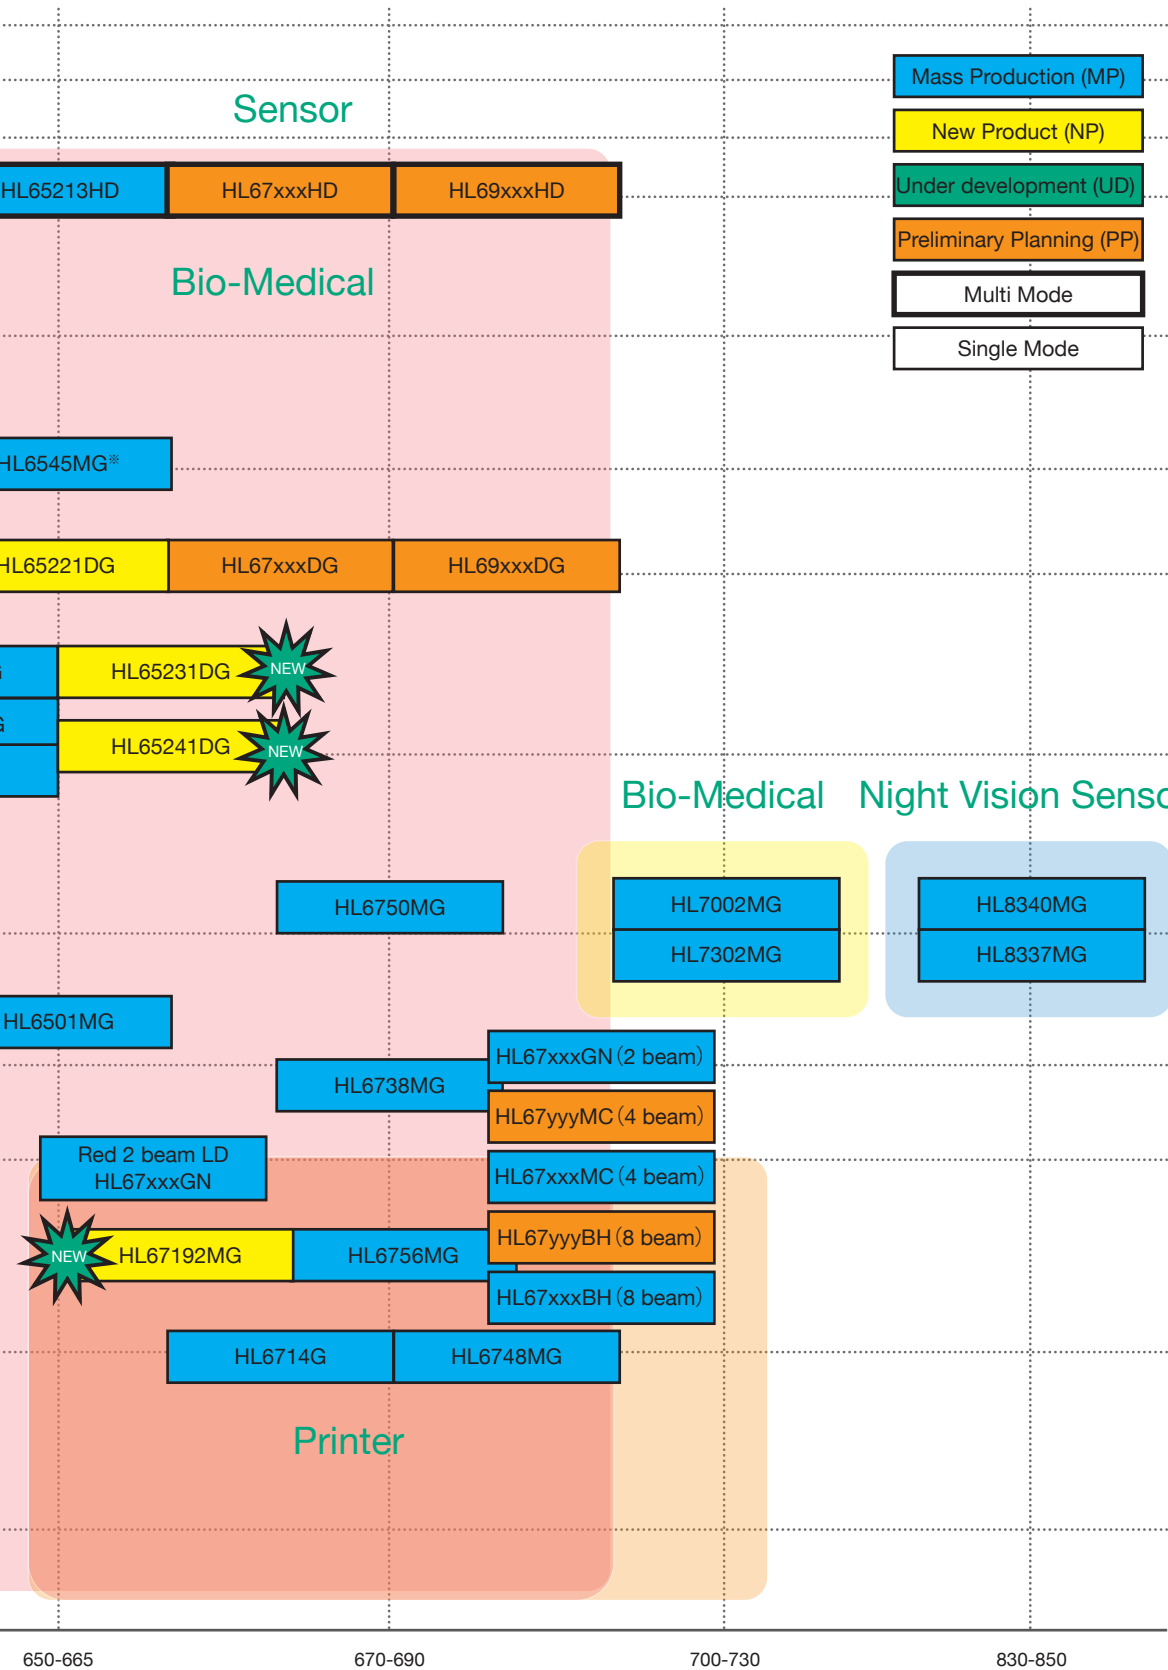 Sensor
Mass Production (MP)
New Product (NP)
Under development (UD)
Preliminary Planning (PP)
Multi Mode
Single Mode
HL65213HD
HL67xxxHD
HL69xxxHD
Bio-Medical
HL6545MG※
HL65221DG
HL67xxxDG
HL69xxxDG
G
HL65231DG
NEW
G
HL65241DG
NEW
Bio-Medical
Night Vision Senso
HL6750MG
HL7002MG
HL8340MG
HL7302MG
HL8337MG
HL6501MG
HL67xxxGN(2 beam)
HL6738MG
HL67yyyMC(4 beam)
Red 2 beam LD
HL67xxxGN
HL67xxxMC(4 beam)
HL67yyyBH(8 beam)
NEW
HL67192MG
HL6756MG
HL67xxxBH(8 beam)
HL6714G
HL6748MG
Printer
650-665
670-690
700-730
830-850